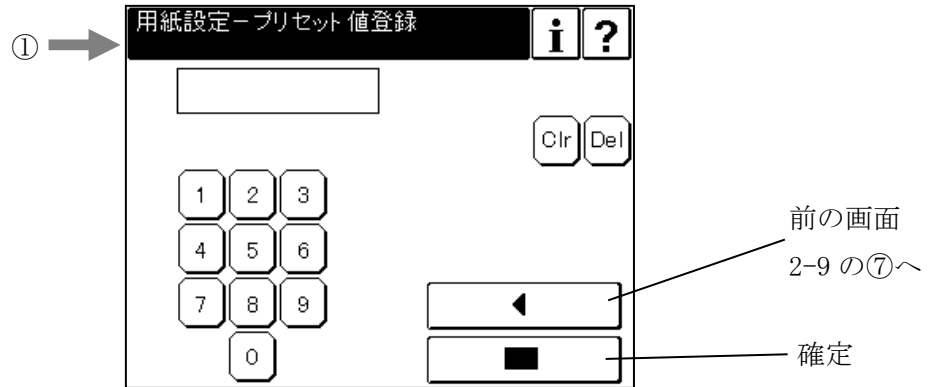 用紙設定－プリセット値登録
i ?
①
Clr Del
1 2 3
4 5 6
7 8 9
0
前の画面
2-9 の⑦へ
確定